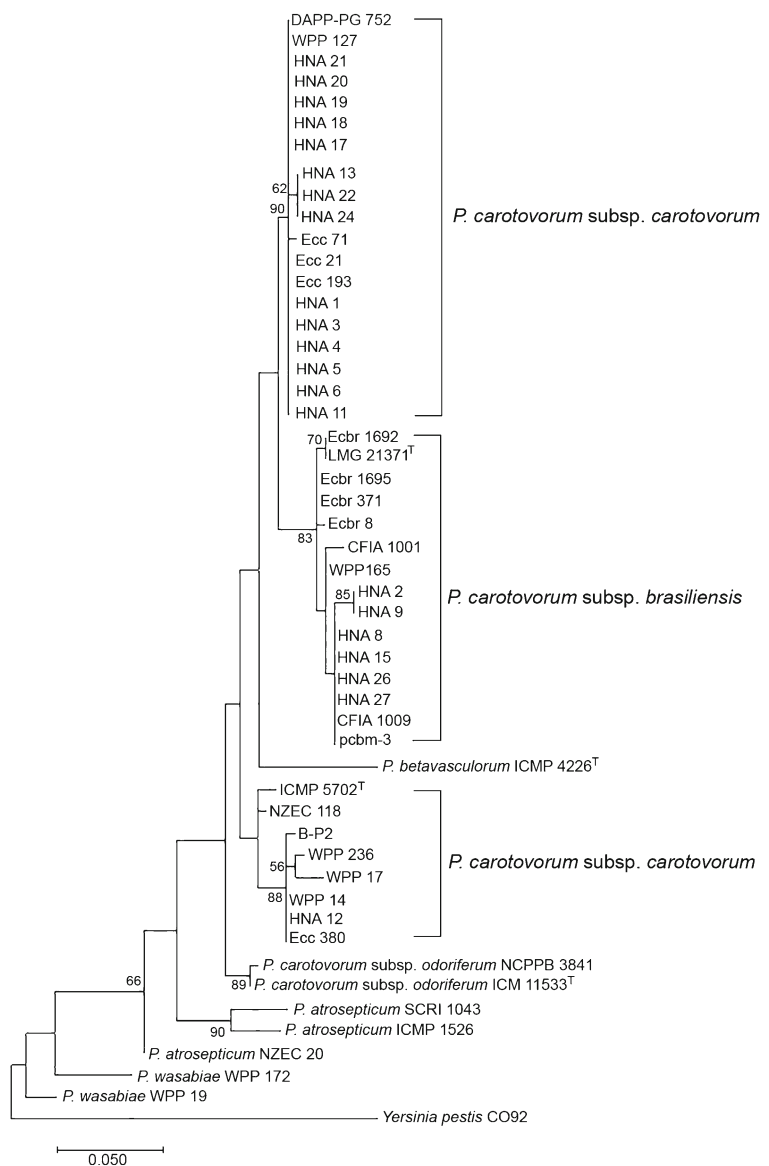 DAPP-PG 752
WPP 127
HNA 21
HNA 20
HNA 19
HNA 18
HNA 17
HNA 13
62
HNA 22
90
HNA 24
P. carotovorum subsp. carotovorum
Ecc 71
Ecc 21
Ecc 193
HNA 1
HNA 3
HNA 4
HNA 5
HNA 6
HNA 11
70
Ecbr 1692
LMG 21371T
Ecbr 1695
Ecbr 371
Ecbr 8
83
CFIA 1001
WPP165
85
HNA 2
P. carotovorum subsp. brasiliensis
HNA 9
HNA 8
HNA 15
HNA 26
HNA 27
CFIA 1009
pcbm-3
P. betavasculorum ICMP 4226T
ICMP 5702T
NZEC 118
B-P2
WPP 236
P. carotovorum subsp. carotovorum
56
WPP 17
88
WPP 14
HNA 12
Ecc 380
P. carotovorum subsp. odoriferum NCPPB 3841
66
89
P. carotovorum subsp. odoriferum ICM 11533T
P. atrosepticum SCRI 1043
90
P. atrosepticum ICMP 1526
P. atrosepticum NZEC 20
P. wasabiae WPP 172
P. wasabiae WPP 19
Yersinia pestis CO92
0.050